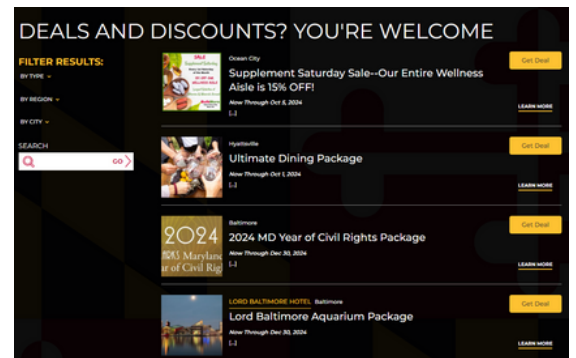 DEALS AND DISCOUNTS? YOU'RE WELCOME
FILTER RESULTS:
BY TYPE
BY REGION
BY CITY
SEARCH
GO
SALE
Ocean City
Supplement Saturday Sale--Our Entire Wellness
Aisle is 15% OFF!
Now Through Oct 5, 2024
[...]
Get Deal
LEARN MORE
Hyattsville
Ultimate Dining Package
Now Through Oct 1, 2024
[...]
Get Deal
LEARN MORE
2024
Maryland
ar of Civil Rig
Baltimore
2024 MD Year of Civil Rights Package
Now Through Dec 30, 2024
[...]
Get Deal
LEARN MORE
LORD BALTIMORE HOTEL Baltimore
Lord Baltimore Aquarium Package
Now Through Dec 30, 2024
[...]
Get Deal
LEARN MORE